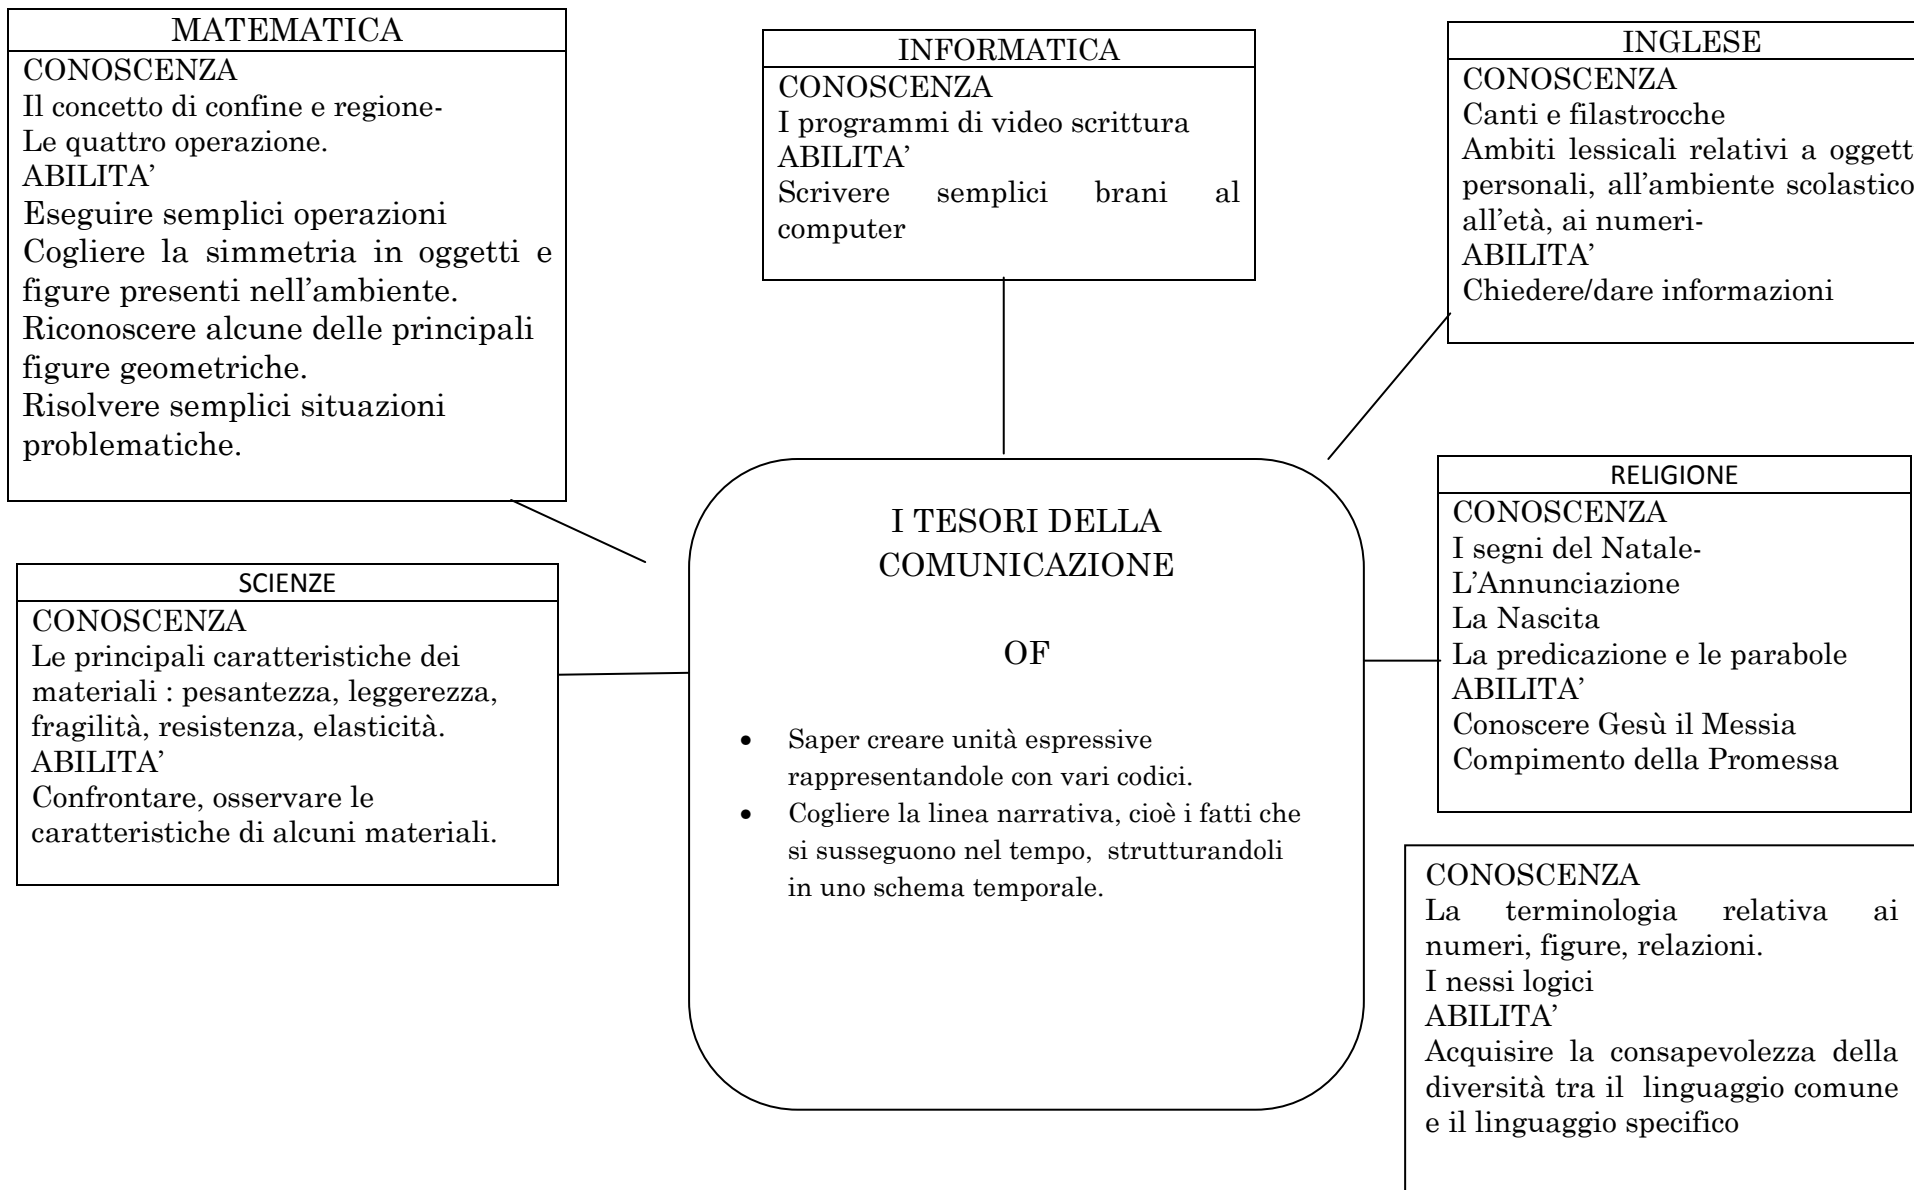 MATEMATICA
CONOSCENZA
Il concetto di confine e regione-
Le quattro operazione.
ABILITA’
Eseguire semplici operazioni
Cogliere la simmetria in oggetti e
figure presenti nell’ambiente.
Riconoscere alcune delle principali
figure geometriche.
Risolvere semplici situazioni
problematiche.
INFORMATICA
CONOSCENZA
I programmi di video scrittura
ABILITA’
Scrivere semplici brani al
computer
INGLESE
CONOSCENZA
Canti e filastrocche
Ambiti lessicali relativi a oggett
personali, all’ambiente scolastico
all’età, ai numeri-
ABILITA’
Chiedere/dare informazioni
SCIENZE
CONOSCENZA
Le principali caratteristiche dei
materiali : pesantezza, leggerezza,
fragilità, resistenza, elasticità.
ABILITA’
Confrontare, osservare le
caratteristiche di alcuni materiali.
I TESORI DELLA
COMUNICAZIONE
OF
• Saper creare unità espressive
rappresentandole con vari codici.
• Cogliere la linea narrativa, cioè i fatti che
si susseguono nel tempo, strutturandoli
in uno schema temporale.
RELIGIONE
CONOSCENZA
I segni del Natale-
L’Annunciazione
La Nascita
La predicazione e le parabole
ABILITA’
Conoscere Gesù il Messia
Compimento della Promessa
CONOSCENZA
La terminologia relativa ai
numeri, figure, relazioni.
I nessi logici
ABILITA’
Acquisire la consapevolezza della
diversità tra il linguaggio comune
e il linguaggio specifico